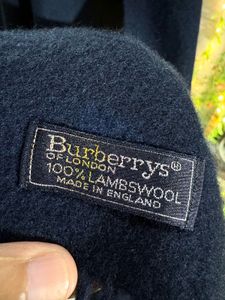 Burberrys®
OF LONDON
100% LAMBSWOOL
MADE IN ENGLAND